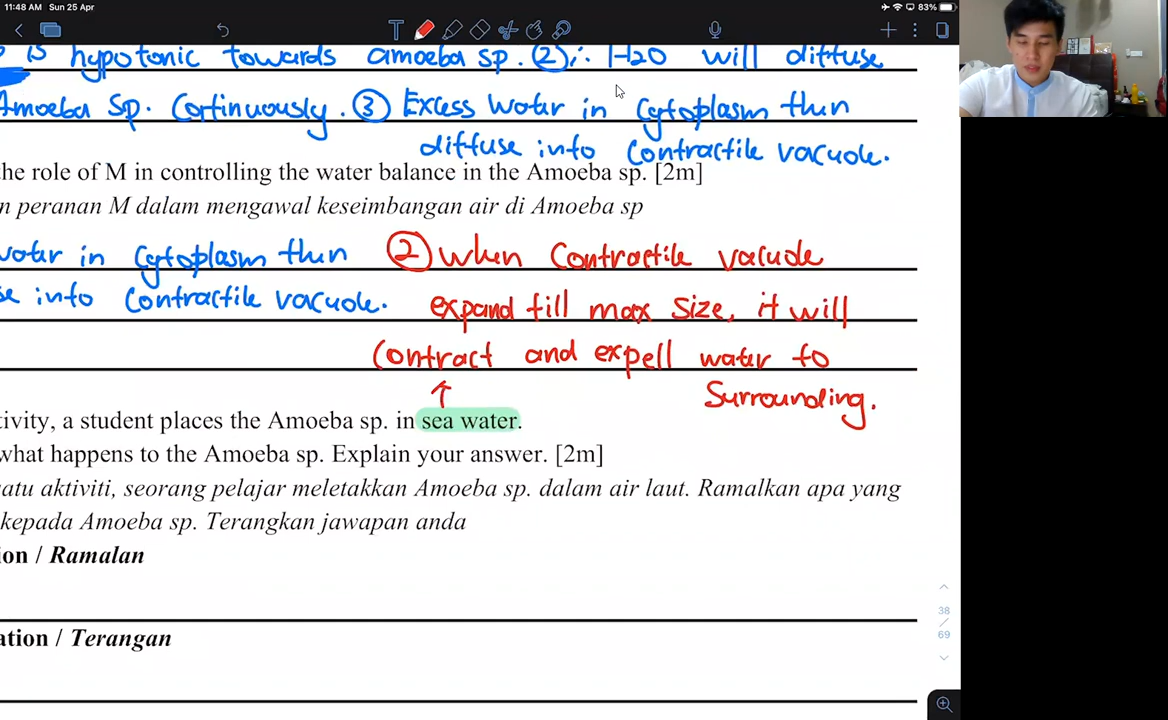 11:48 AM Sun 25 Apr
83%
is hypotonic towards amoeba sp. (2) ∴ H2O will diffuse
Amoeba Sp. Continuously. (3) Excess water in Cytoplasm then
diffuse into contractile vacuole.
the role of M in controlling the water balance in the Amoeba sp. [2m]
n peranan M dalam mengawal keseimbangan air di Amoeba sp
water in Cytoplasm then (2) when Contractile vacuole
se into contractile vacuole. expand till max size, it will
contract and expell water to
↑ Surrounding.
tivity, a student places the Amoeba sp. in sea water.
what happens to the Amoeba sp. Explain your answer. [2m]
atu aktiviti, seorang pelajar meletakkan Amoeba sp. dalam air laut. Ramalkan apa yang
kepada Amoeba sp. Terangkan jawapan anda
ion / Ramalan
38
/
69
ation / Terangan